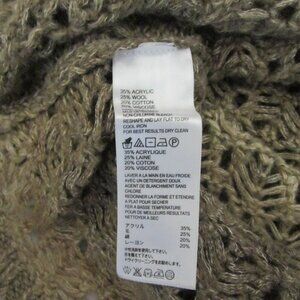 35% ACRYLIC
25% WOOL
20% COTTON
20% VISCOSE
NON-CHLORINE BLEACH
RESHAPE AND LAY FLAT TO DRY
COOL IRON
FOR BEST RESULTS DRY CLEAN
35% ACRYLIQUE
25% LAINE
20% COTON
20% VISCOSE
LAVER A LA MAIN EN EAU FROIDE
AVEC UN DETERGENT DOUX
AGENT DE BLANCHIMENT SANS CHLORE
REMETTRE EN FORME ET ETENDRE
A PLAT POUR SECHER
FER A BASSE TEMPERATURE
POUR DE MEILLEURS RESULTATS
NETTOYER A SEC
アクリル 35%
毛 25%
綿 20%
レーヨン 20%